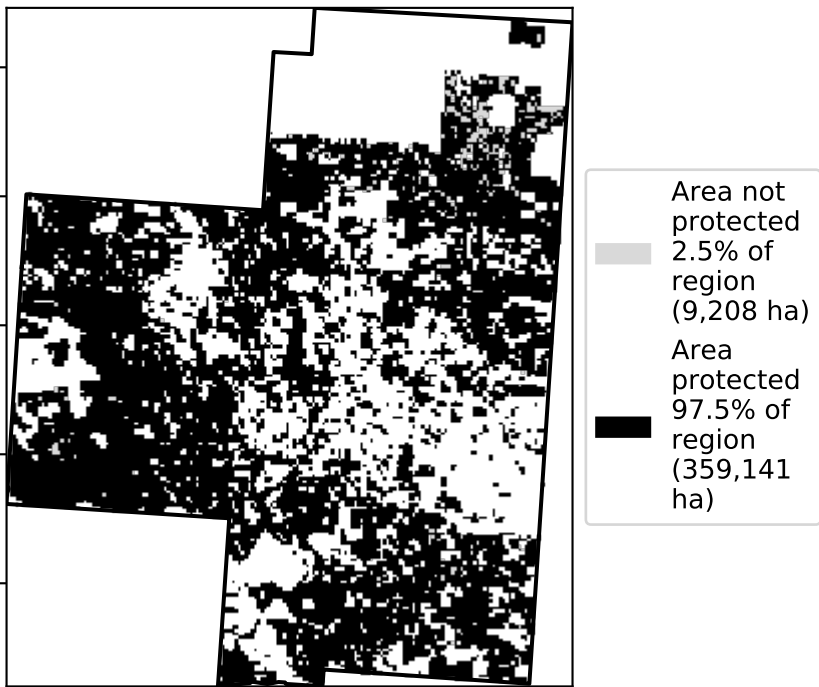 Area not
protected
2.5% of
region
(9,208 ha)
Area
protected
97.5% of
region
(359,141
ha)